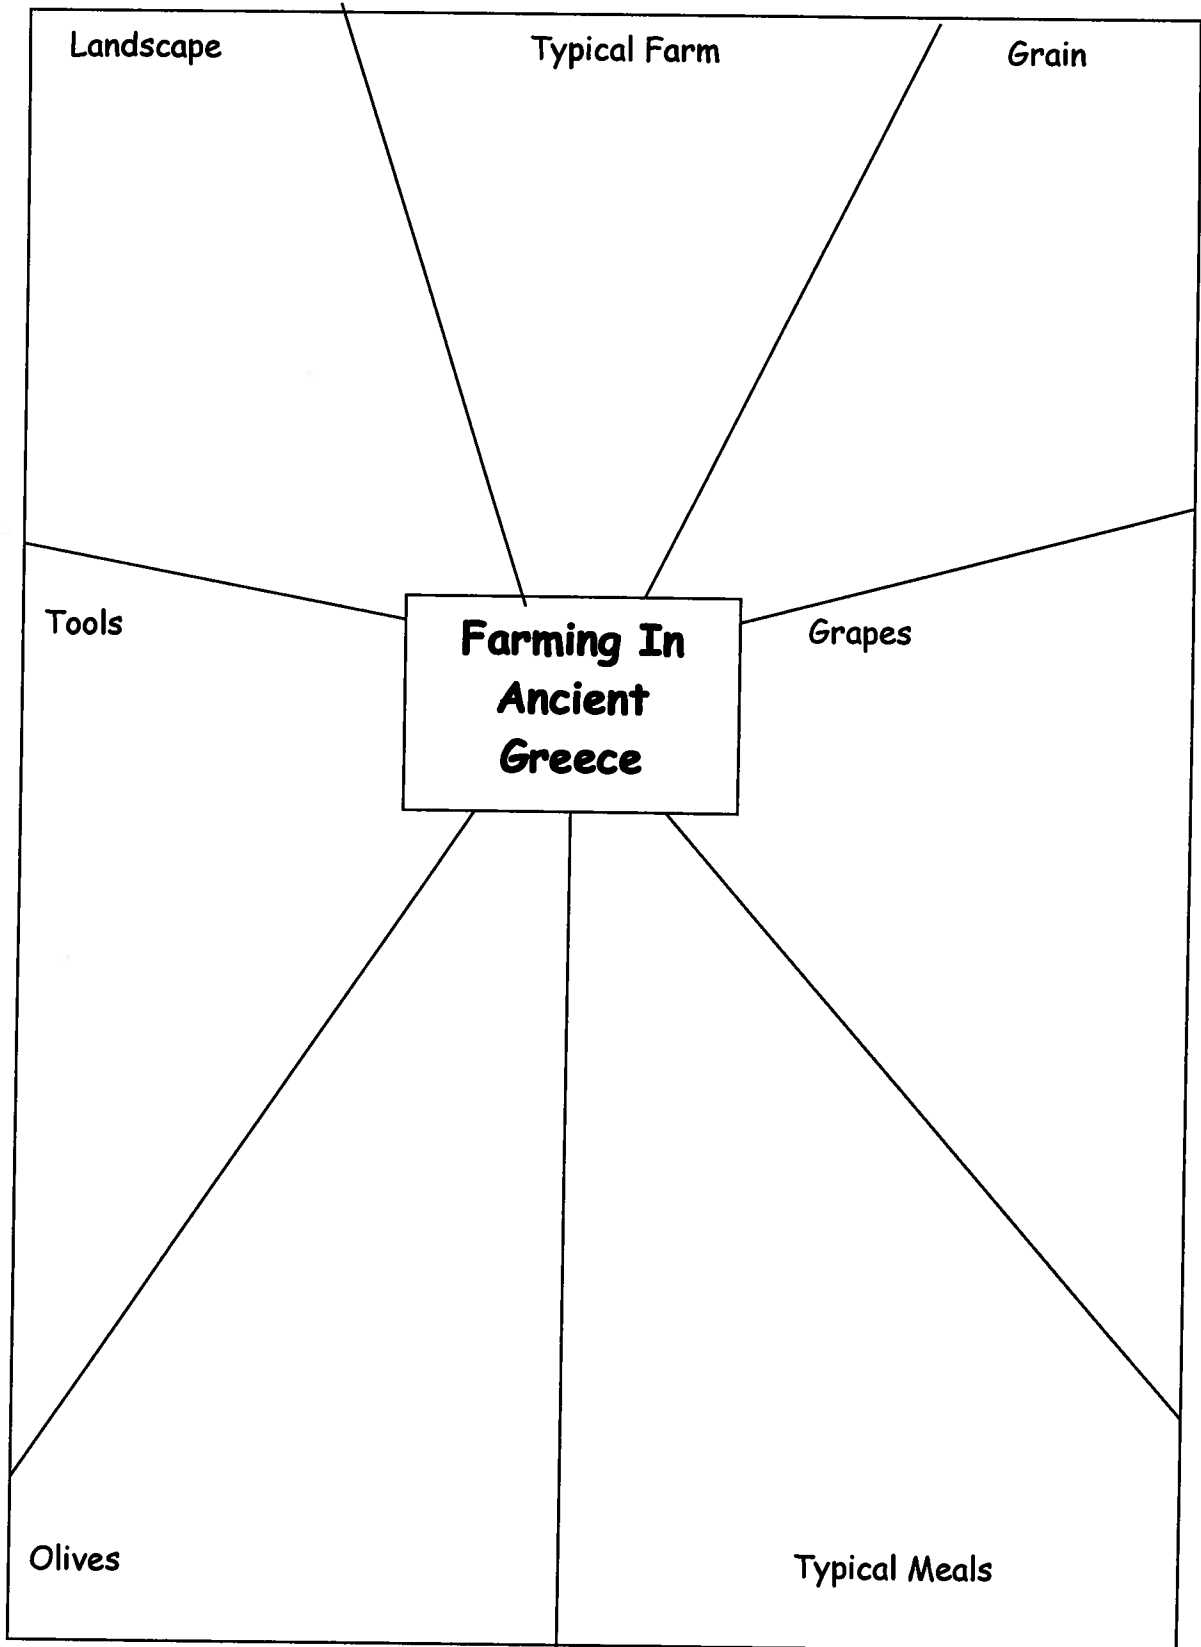 Landscape
Typical Farm
Grain
Tools
Farming In
Ancient
Greece
Grapes
Olives
Typical Meals